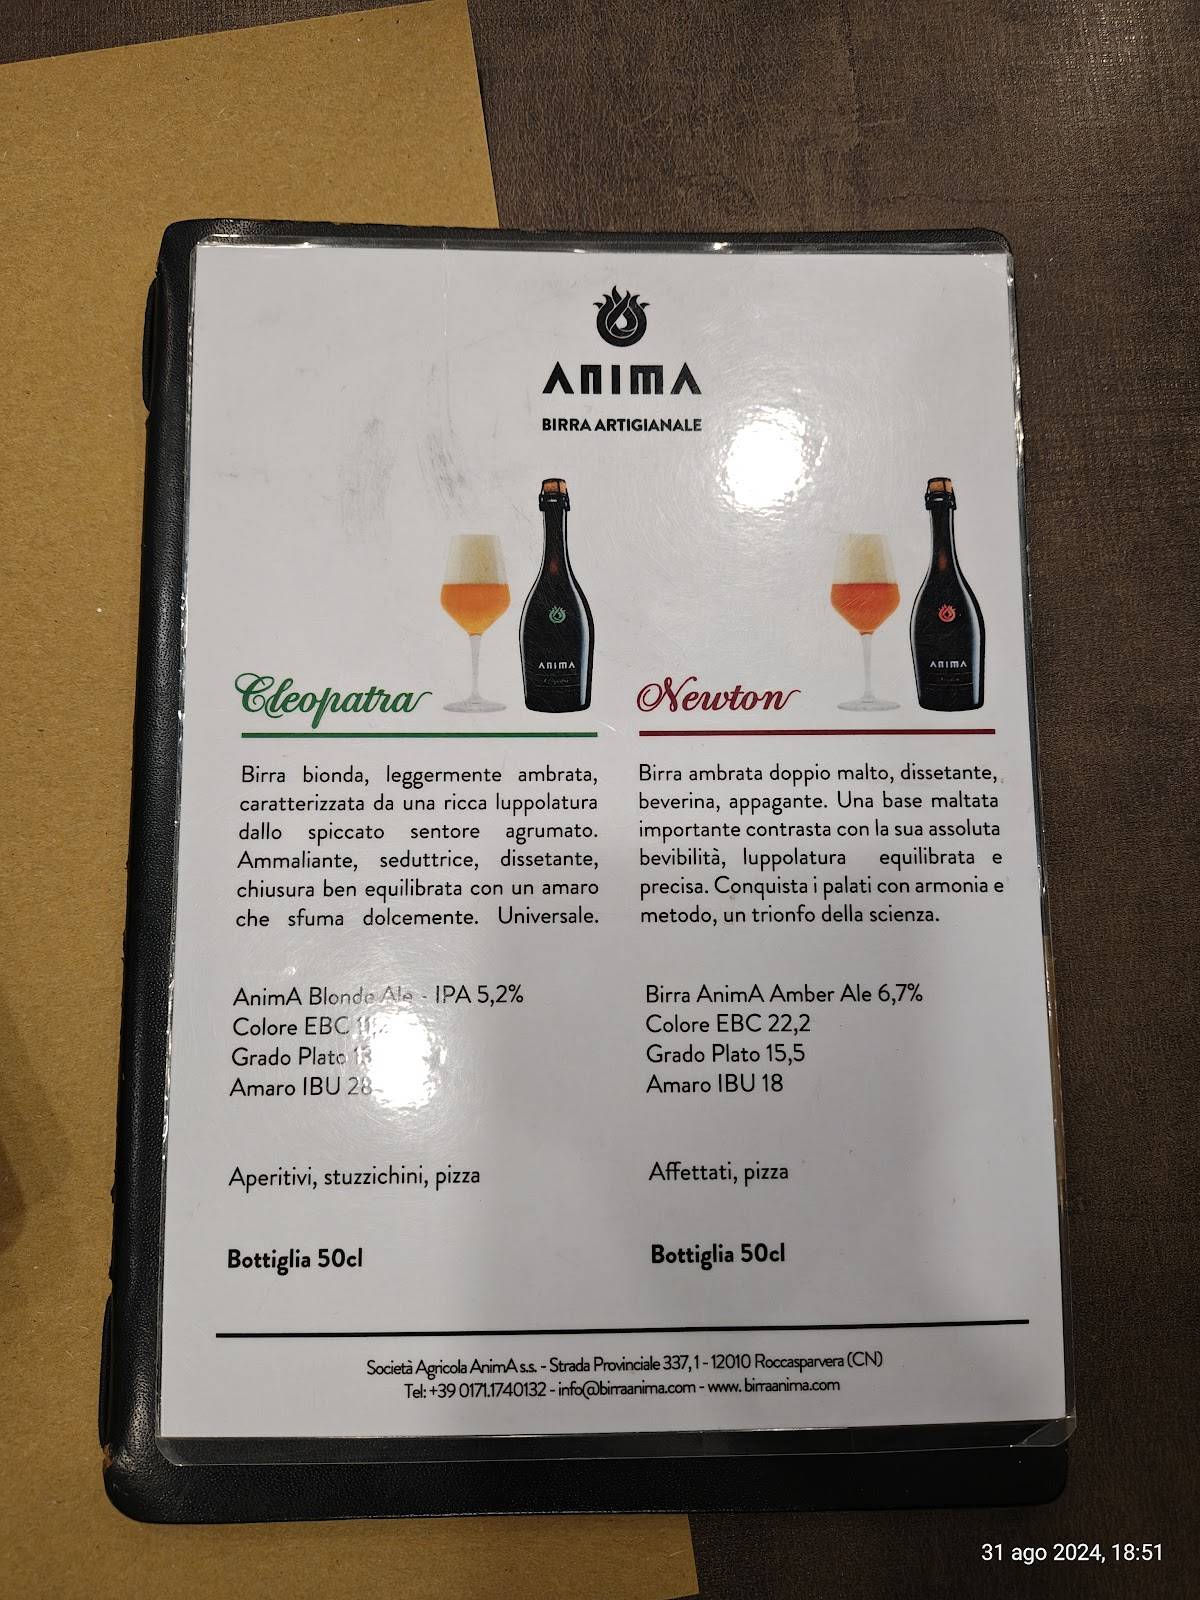 ANIMA
BIRRA ARTIGIANALE
ANIMA
ANIMA
Cleopatra
Birra bionda, leggermente ambrata,
caratterizzata da una ricca luppolatura
dallo spiccato sentore agrumato.
Ammaliante, seduttrice, dissetante,
chiusura ben equilibrata con un amaro
che sfuma dolcemente. Universale.
AnimA Blonde Ale - IPA 5,2%
Colore EBC
Grado Plato
Amaro IBU 28
Aperitivi, stuzzichini, pizza
Bottiglia 50cl
Newton
Birra ambrata doppio malto, dissetante,
beverina, appagante. Una base maltata
importante contrasta con la sua assoluta
bevibilità, luppolatura equilibrata e
precisa. Conquista i palati con armonia e
metodo, un trionfo della scienza.
Birra AnimA Amber Ale 6,7%
Colore EBC 22,2
Grado Plato 15,5
Amaro IBU 18
Affettati, pizza
Bottiglia 50cl
Società Agricola AnimA s.s. - Strada Provinciale 337, 1 - 12010 Roccasparvera (CN)
Tel: +39 0171.1740132 - info@birraanima.com - www. birraanima.com
31 ago 2024, 18:51